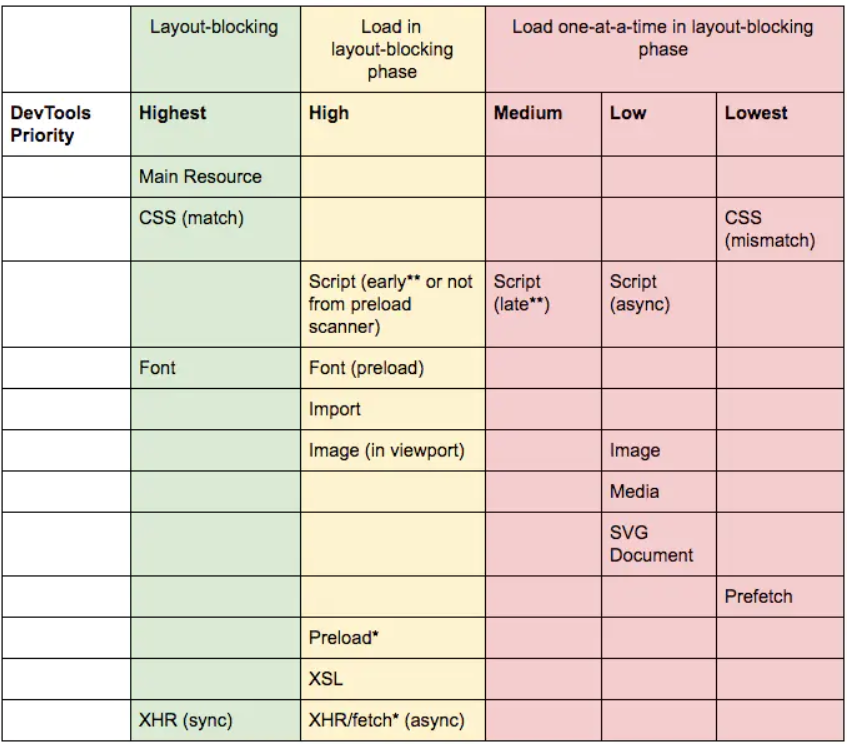 Layout-blocking
Load in
layout-blocking
phase
Load one-at-a-time in layout-blocking
phase
DevTools
Priority
Highest
High
Medium
Low
Lowest
Main Resource
CSS (match)
CSS
(mismatch)
Script (early** or not
from preload
scanner)
Script
(late**)
Script
(async)
Font
Font (preload)
Import
Image (in viewport)
Image
Media
SVG
Document
Prefetch
Preload*
XSL
XHR (sync)
XHR/fetch* (async)